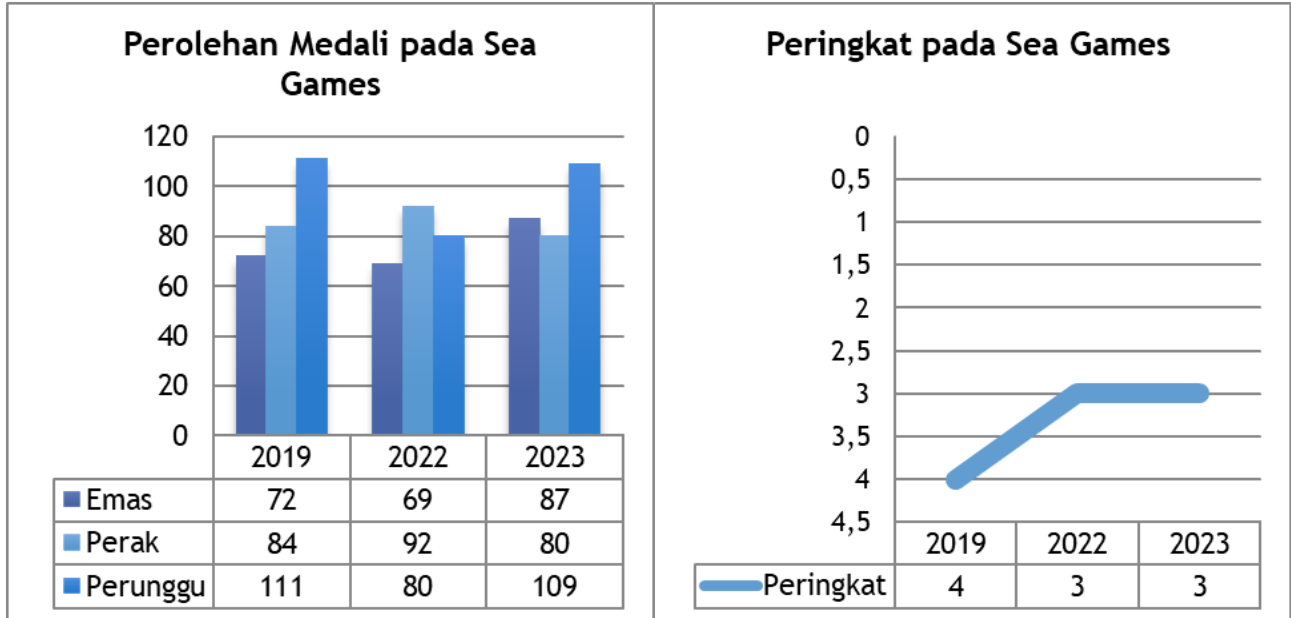 Perolehan Medali pada Sea
Games
120
100
80
60
40
20
0
2019 2022 2023
Emas 72 69 87
Perak 84 92 80
Perunggu 111 80 109
Peringkat pada Sea Games
0
0,5
1
1,5
2
2,5
3
3,5
4
4,5
2019 2022 2023
Peringkat 4 3 3